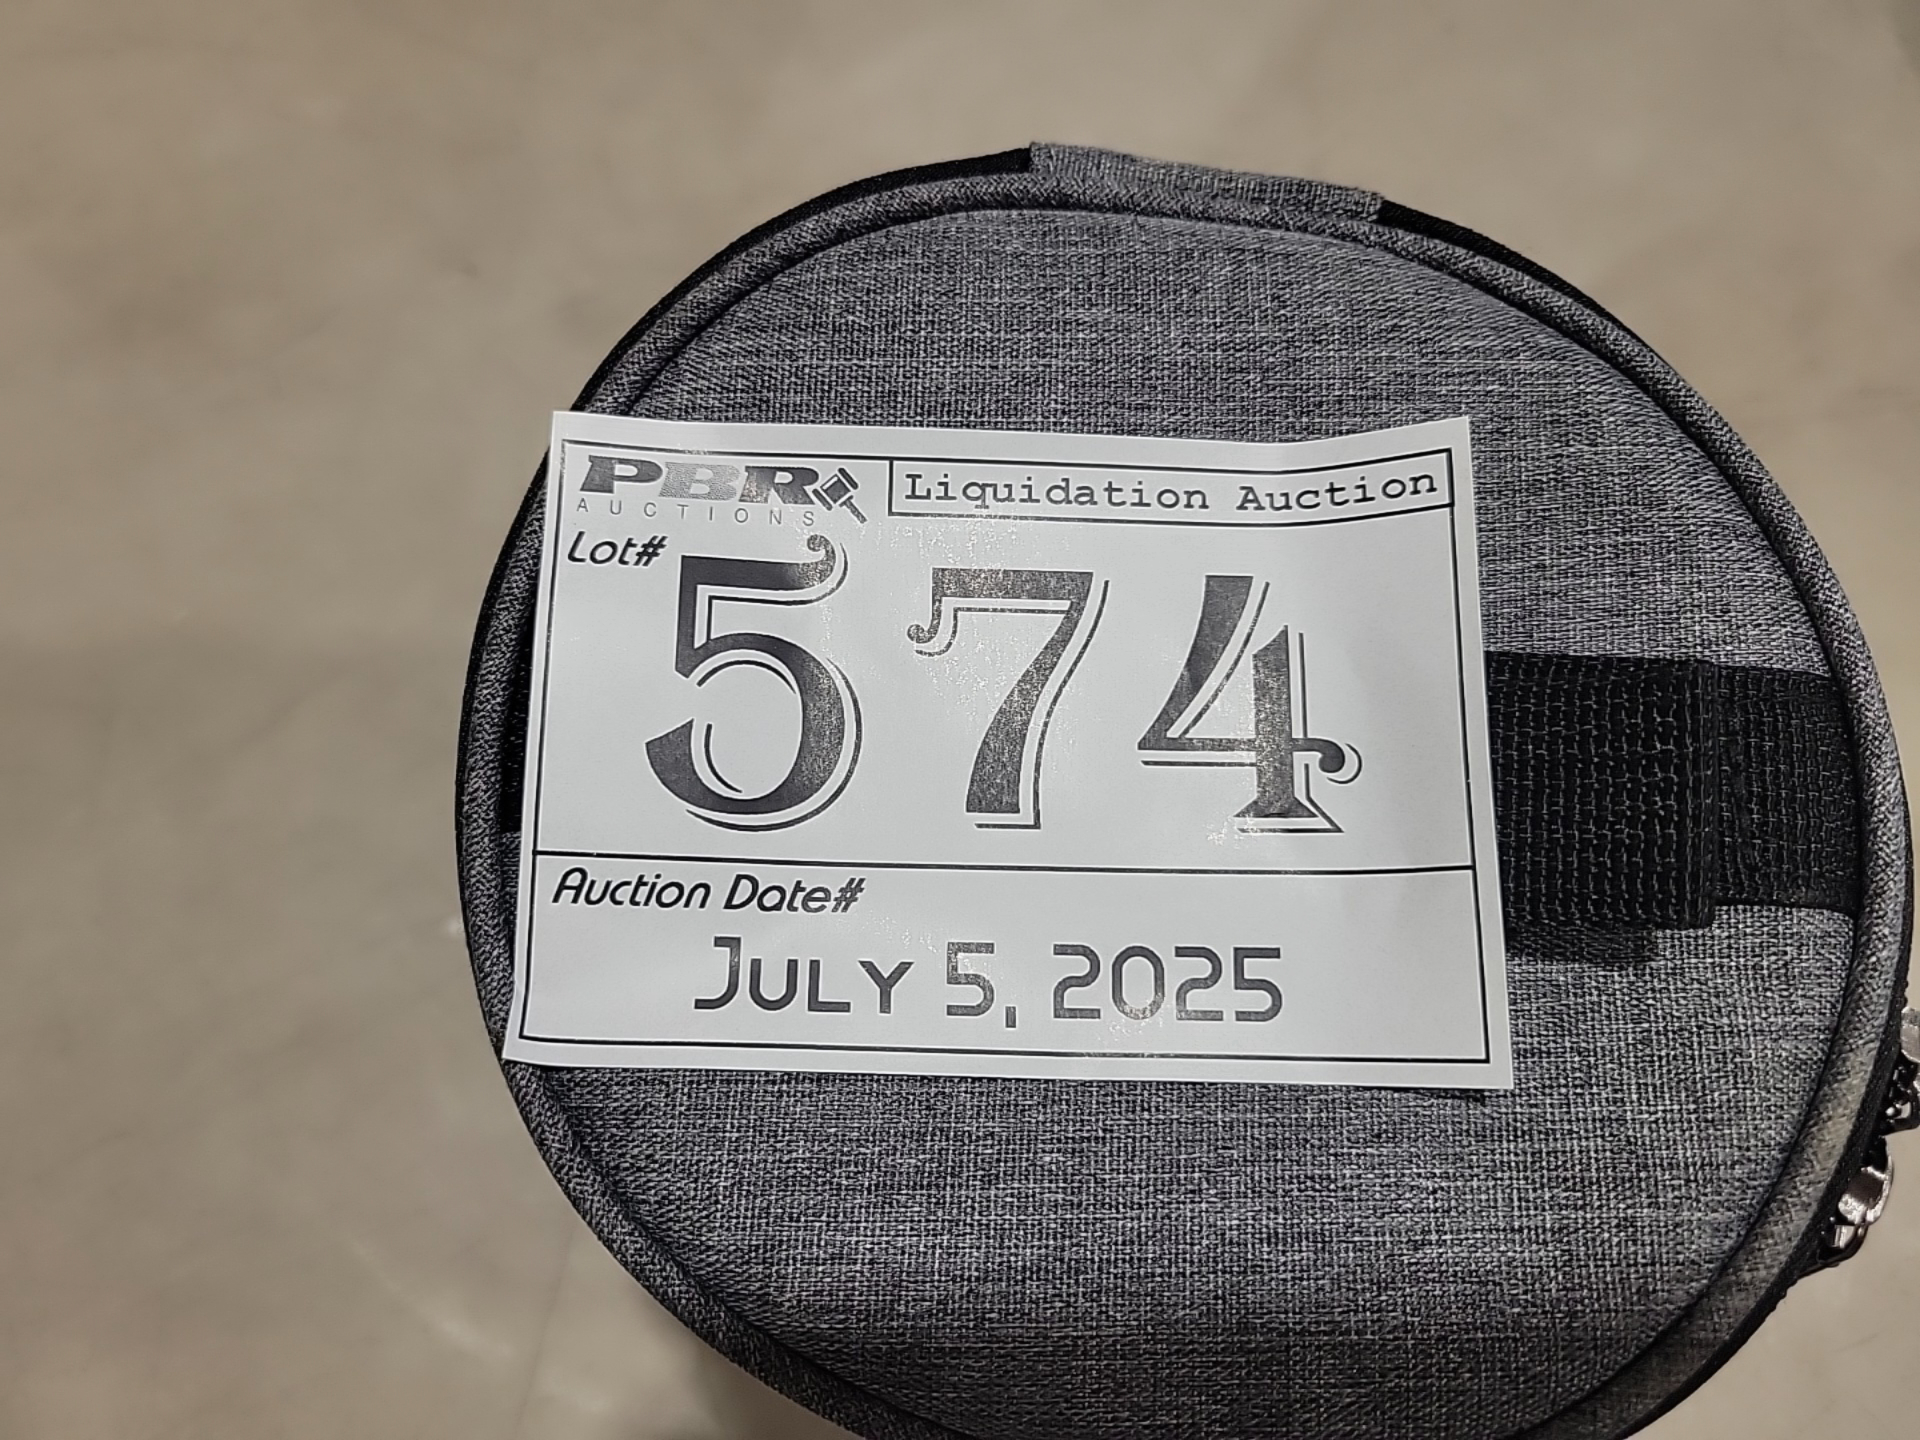 PBR
AUCTIONS
Liquidation Auction
Lot#
574
Auction Date#
July 5, 2025